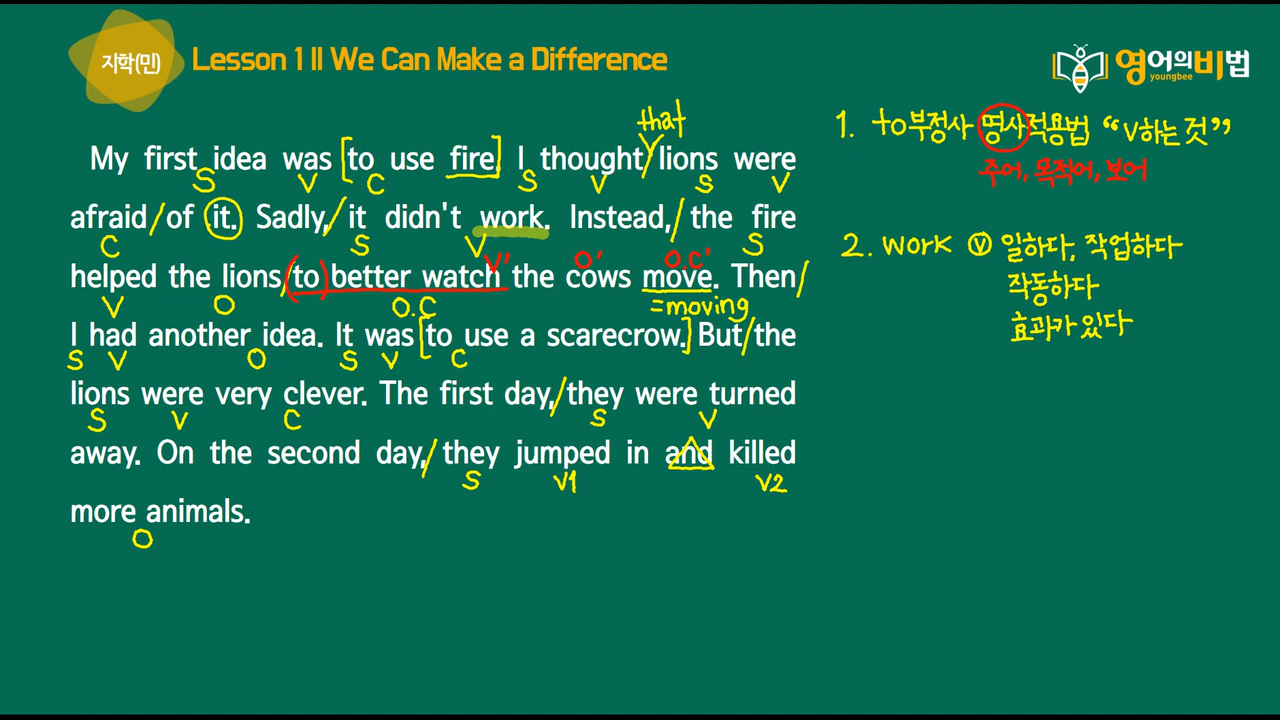 지학(민) Lesson 1 II We Can Make a Difference
영어의비법
youngbee
that
My first idea was [to use fire]. I thought lions were
S V C S V S V
afraid / of it. Sadly, / it didn't work. Instead, / the fire
C S V S
V' O' O.C'
helped the lions / (to) better watch the cows move. Then /
V O O.C =moving
I had another idea. It was [to use a scarecrow.] But / the
S V O S V C
lions were very clever. The first day, / they were turned
S V C S V
away. On the second day, / they jumped in and killed
S V1 V2
more animals.
O
1. to부정사 명사적용법 “V하는 것”
주어, 목적어, 보어
2. work ⓥ 일하다, 작업하다
작동하다
효과가 있다